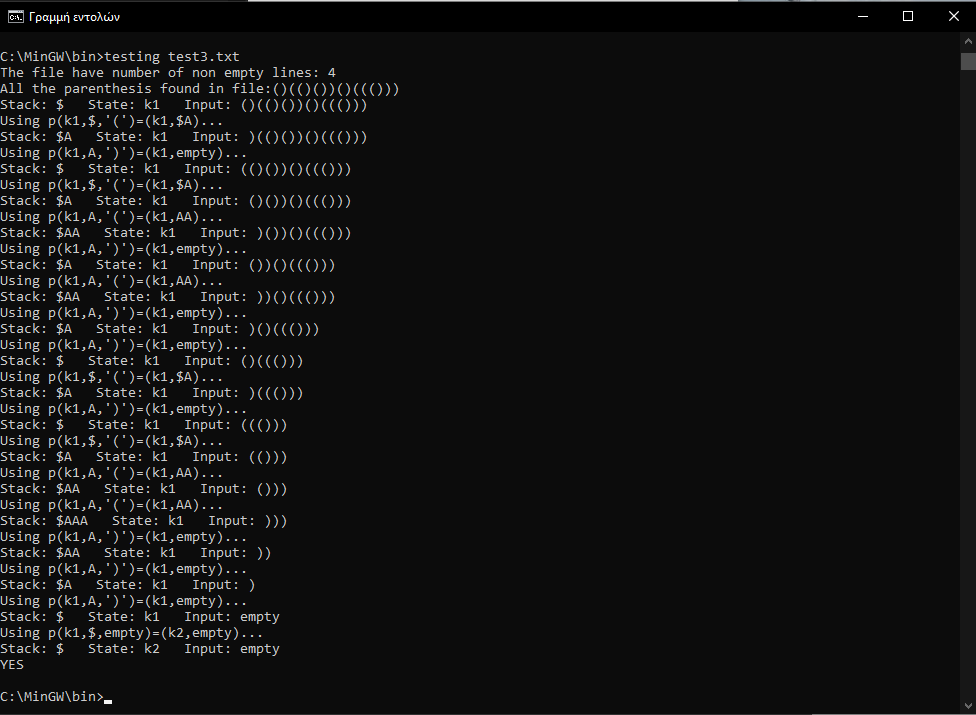 Γραμμή εντολών
C:\MinGW\bin>testing test3.txt
The file have number of non empty lines: 4
All the parenthesis found in file:()(()())()((()))
Stack: $   State: k1   Input: ()(()())()((()))
Using p(k1,$,'(')=(k1,$A)...
Stack: $A   State: k1   Input: )(()())()((()))
Using p(k1,A,')')=(k1,empty)...
Stack: $   State: k1   Input: (()())()((()))
Using p(k1,$,'(')=(k1,$A)...
Stack: $A   State: k1   Input: ()())()((()))
Using p(k1,A,'(')=(k1,AA)...
Stack: $AA   State: k1   Input: )())()((()))
Using p(k1,A,')')=(k1,empty)...
Stack: $A   State: k1   Input: ())()((()))
Using p(k1,A,'(')=(k1,AA)...
Stack: $AA   State: k1   Input: ))()((()))
Using p(k1,A,')')=(k1,empty)...
Stack: $A   State: k1   Input: )()((()))
Using p(k1,A,')')=(k1,empty)...
Stack: $   State: k1   Input: ()((()))
Using p(k1,$,'(')=(k1,$A)...
Stack: $A   State: k1   Input: )((()))
Using p(k1,A,')')=(k1,empty)...
Stack: $   State: k1   Input: ((()))
Using p(k1,$,'(')=(k1,$A)...
Stack: $A   State: k1   Input: (()))
Using p(k1,A,'(')=(k1,AA)...
Stack: $AA   State: k1   Input: ()))
Using p(k1,A,'(')=(k1,AA)...
Stack: $AAA   State: k1   Input: )))
Using p(k1,A,')')=(k1,empty)...
Stack: $AA   State: k1   Input: ))
Using p(k1,A,')')=(k1,empty)...
Stack: $A   State: k1   Input: )
Using p(k1,A,')')=(k1,empty)...
Stack: $   State: k1   Input: empty
Using p(k1,$,empty)=(k2,empty)...
Stack: $   State: k2   Input: empty
YES
C:\MinGW\bin>